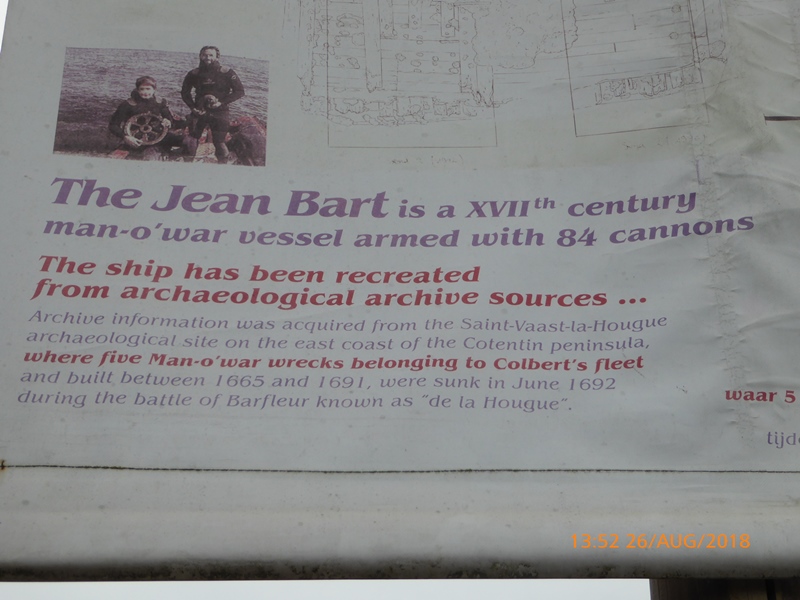 The Jean Bart is a XVIIth century
man-o'war vessel armed with 84 cannons
The ship has been recreated
from archaeological archive sources ...
Archive information was acquired from the Saint-Vaast-la-Hougue
archaeological site on the east coast of the Cotentin peninsula,
where five Man-o'war wrecks belonging to Colbert's fleet
and built between 1665 and 1691, were sunk in June 1692
during the battle of Barfleur known as "de la Hougue".
waar 5
13:52 26/AUG/2018